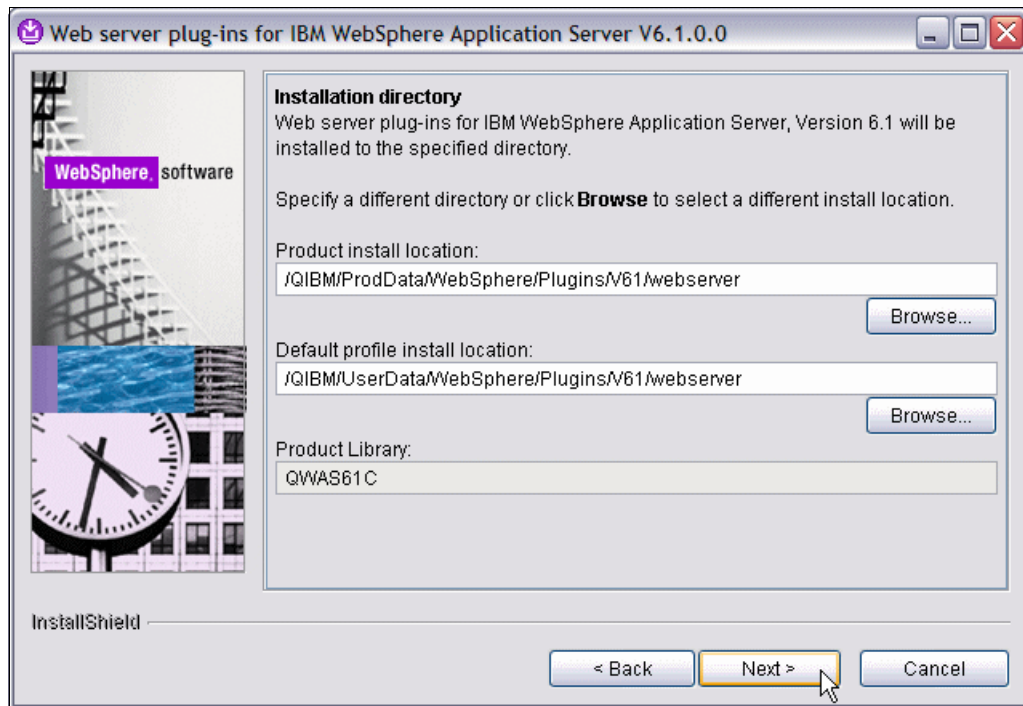 Web server plug-ins for IBM WebSphere Application Server V6.1.0.0
WebSphere. software
Installation directory
Web server plug-ins for IBM WebSphere Application Server, Version 6.1 will be
installed to the specified directory.
Specify a different directory or click Browse to select a different install location.
Product install location:
/QIBM/ProdData/WebSphere/Plugins/V61/webserver
Browse...
Default profile install location:
/QIBM/UserData/WebSphere/Plugins/V61/webserver
Browse...
Product Library:
QWAS61C
InstallShield
< Back
Next >
Cancel